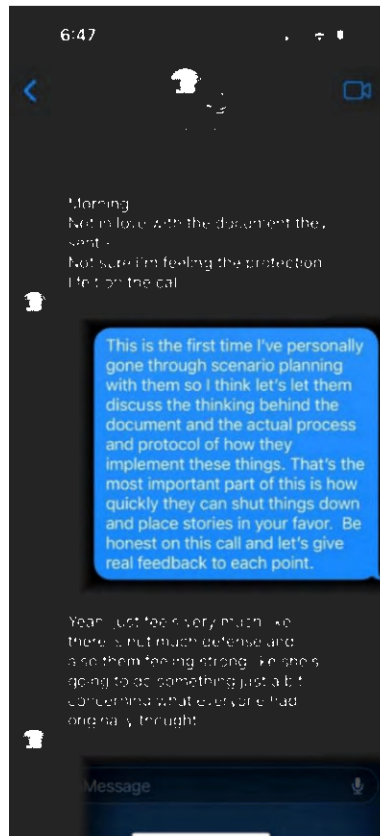 6:47
Morning
Not in love with the document they
sent -
Not sure I'm feeling the protection
I felt on the call
This is the first time I've personally
gone through scenario planning
with them so I think let's let them
discuss the thinking behind the
document and the actual process
and protocol of how they
implement these things. That's the
most important part of this is how
quickly they can shut things down
and place stories in your favor. Be
honest on this call and let's give
real feedback to each point.
Yeah just feels very much like
there is not much defense and
also them feeling strong like she's
going to do something just a bit
concerning what everyone had
originally thought
Message